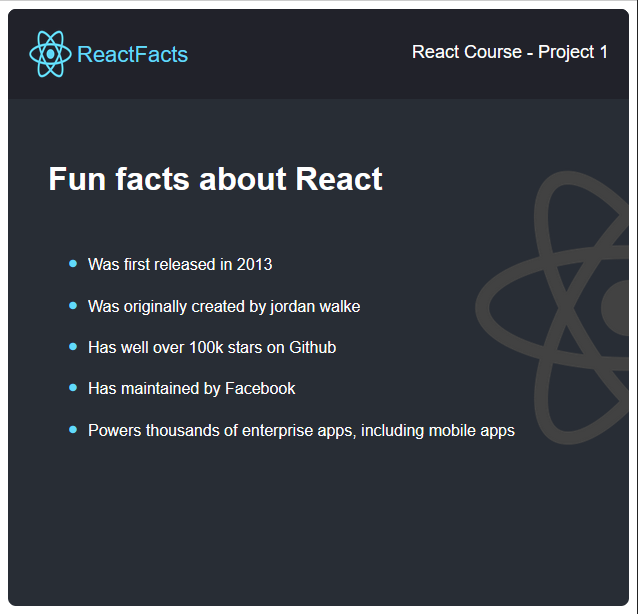 ReactFacts
React Course - Project 1
Fun facts about React
Was first released in 2013
Was originally created by jordan walke
Has well over 100k stars on Github
Has maintained by Facebook
Powers thousands of enterprise apps, including mobile apps